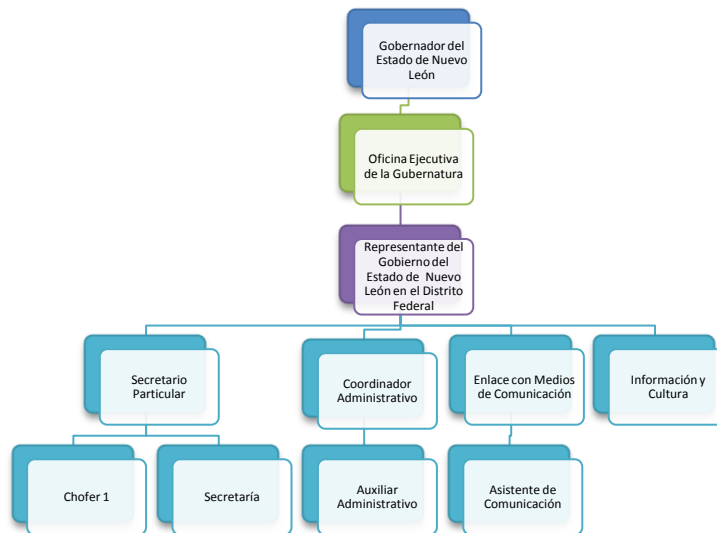 Gobernador del
Estado de Nuevo
León
Oficina Ejecutiva
de la Gubernatura
Representante del
Gobierno del
Estado de Nuevo
León en el Distrito
Federal
Secretario
Particular
Coordinador
Administrativo
Enlace con Medios
de Comunicación
Información y
Cultura
Chofer 1
Secretaría
Auxiliar
Administrativo
Asistente de
Comunicación